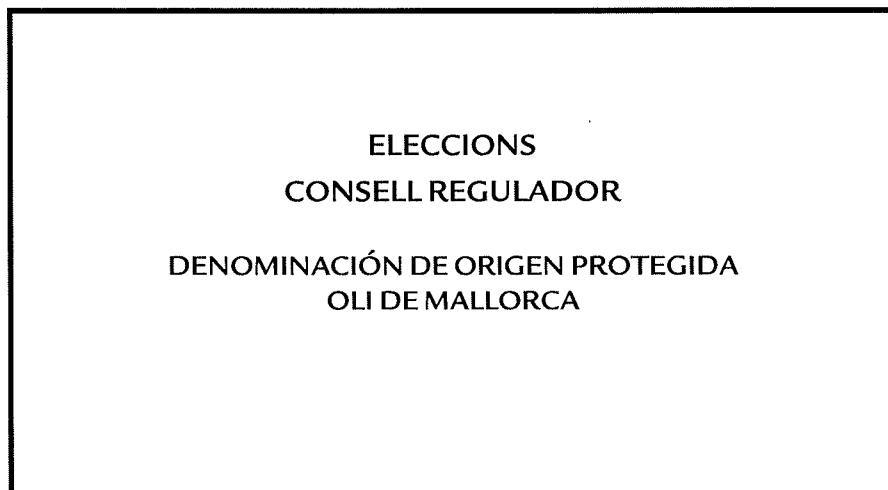 ELECCIONS
CONSELL REGULADOR
DENOMINACIÓN DE ORIGEN PROTEGIDA
OLI DE MALLORCA